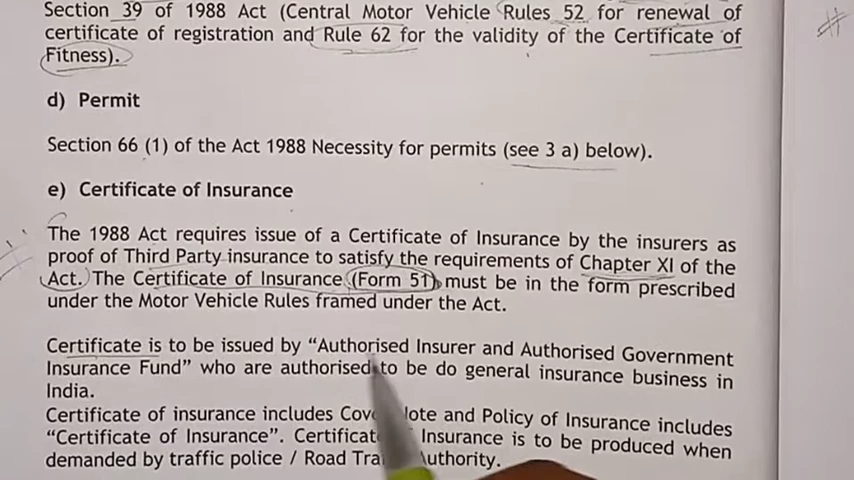 Section 39 of 1988 Act (Central Motor Vehicle Rules 52 for renewal of
certificate of registration and Rule 62 for the validity of the Certificate of
Fitness).
d) Permit
Section 66 (1) of the Act 1988 Necessity for permits (see 3 a) below).
e) Certificate of Insurance
The 1988 Act requires issue of a Certificate of Insurance by the insurers as
proof of Third Party insurance to satisfy the requirements of Chapter XI of the
Act. The Certificate of Insurance (Form 51) must be in the form prescribed
under the Motor Vehicle Rules framed under the Act.
Certificate is to be issued by “Authorised Insurer and Authorised Government
Insurance Fund” who are authorised to be do general insurance business in
India.
Certificate of insurance includes and Policy of Insurance includes
“Certificate of Insurance”. Insurance is to be produced when
demanded by traffic police / Road